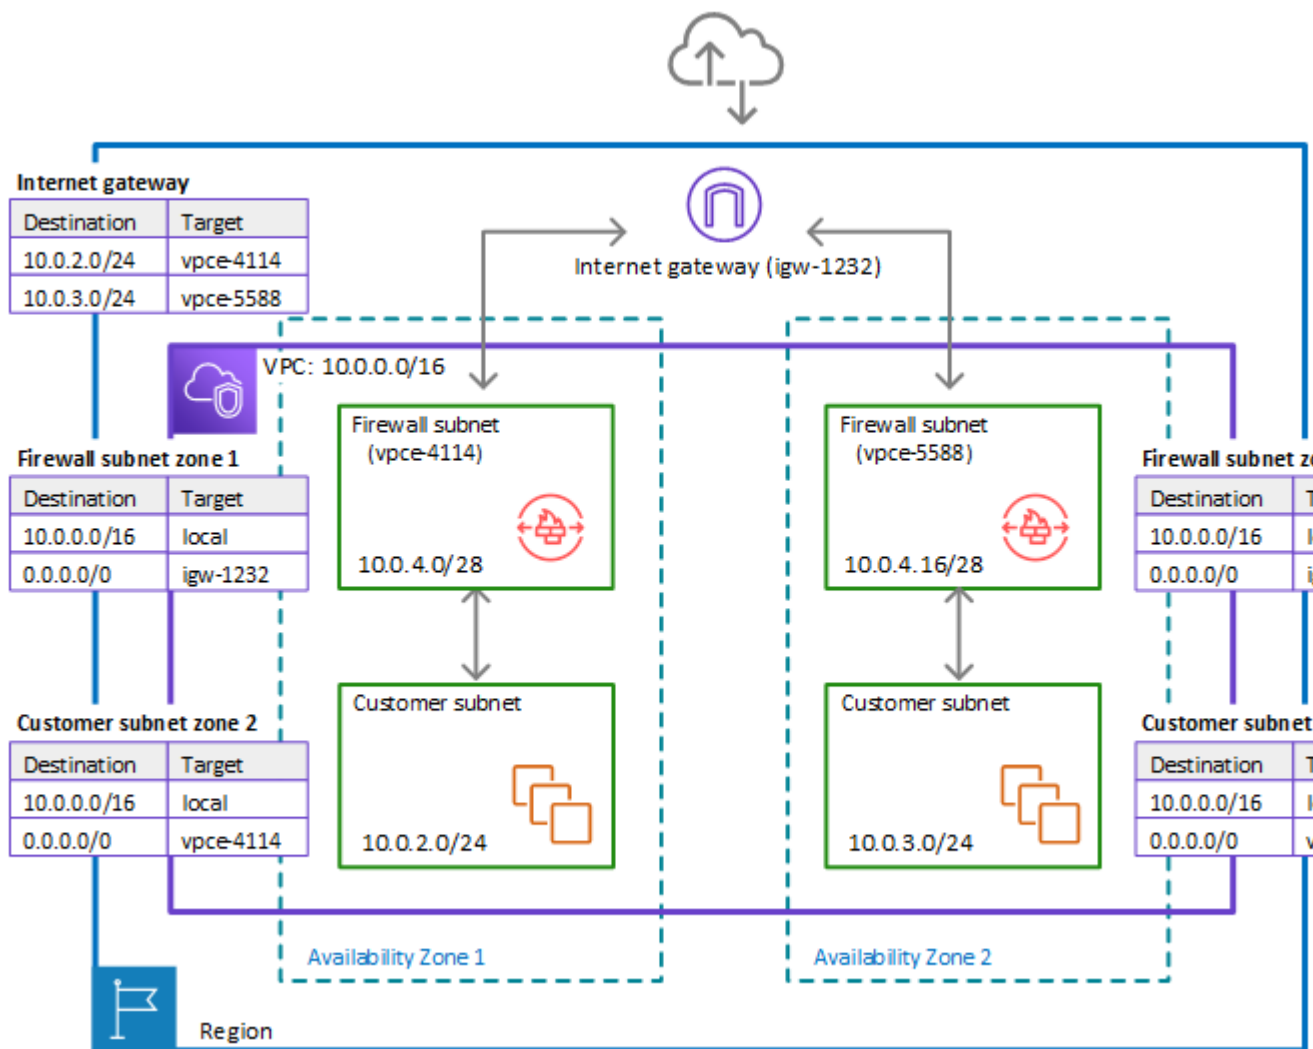 Internet gateway
Destination Target
10.0.2.0/24 vpce-4114
10.0.3.0/24 vpce-5588
Internet gateway (igw-1232)
VPC: 10.0.0.0/16
Firewall subnet
(vpce-4114)
10.0.4.0/28
Firewall subnet
(vpce-5588)
10.0.4.16/28
Firewall subnet zone 1
Destination Target
10.0.0.0/16 local
0.0.0.0/0 igw-1232
Firewall subnet
Destination
10.0.0.0/16
0.0.0.0/0
Customer subnet zone 2
Destination Target
10.0.0.0/16 local
0.0.0.0/0 vpce-4114
Customer subnet
10.0.2.0/24
Customer subnet
10.0.3.0/24
Customer subnet
Destination
10.0.0.0/16
0.0.0.0/0
Availability Zone 1
Availability Zone 2
Region